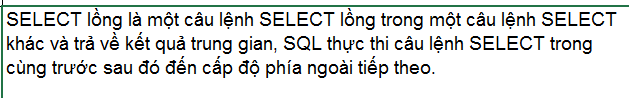 SELECT lồng là một câu lệnh SELECT lồng trong một câu lệnh SELECT
khác và trả về kết quả trung gian, SQL thực thi câu lệnh SELECT trong
cùng trước sau đó đến cấp độ phía ngoài tiếp theo.